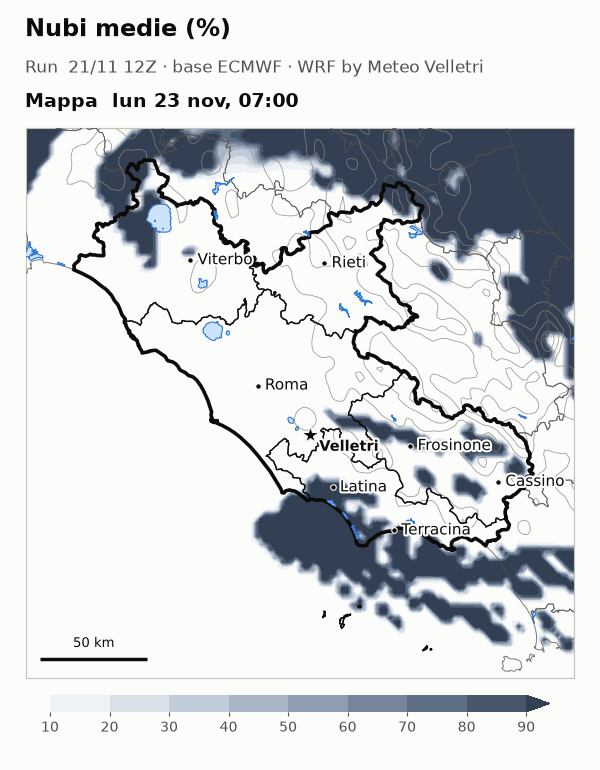 Nubi medie (%)
Run  21/11 12Z · base ECMWF · WRF by Meteo Velletri
Mappa  lun 23 nov, 07:00
Viterbo
Rieti
Roma
Velletri
Frosinone
Latina
Cassino
Terracina
50 km
10 20 30 40 50 60 70 80 90